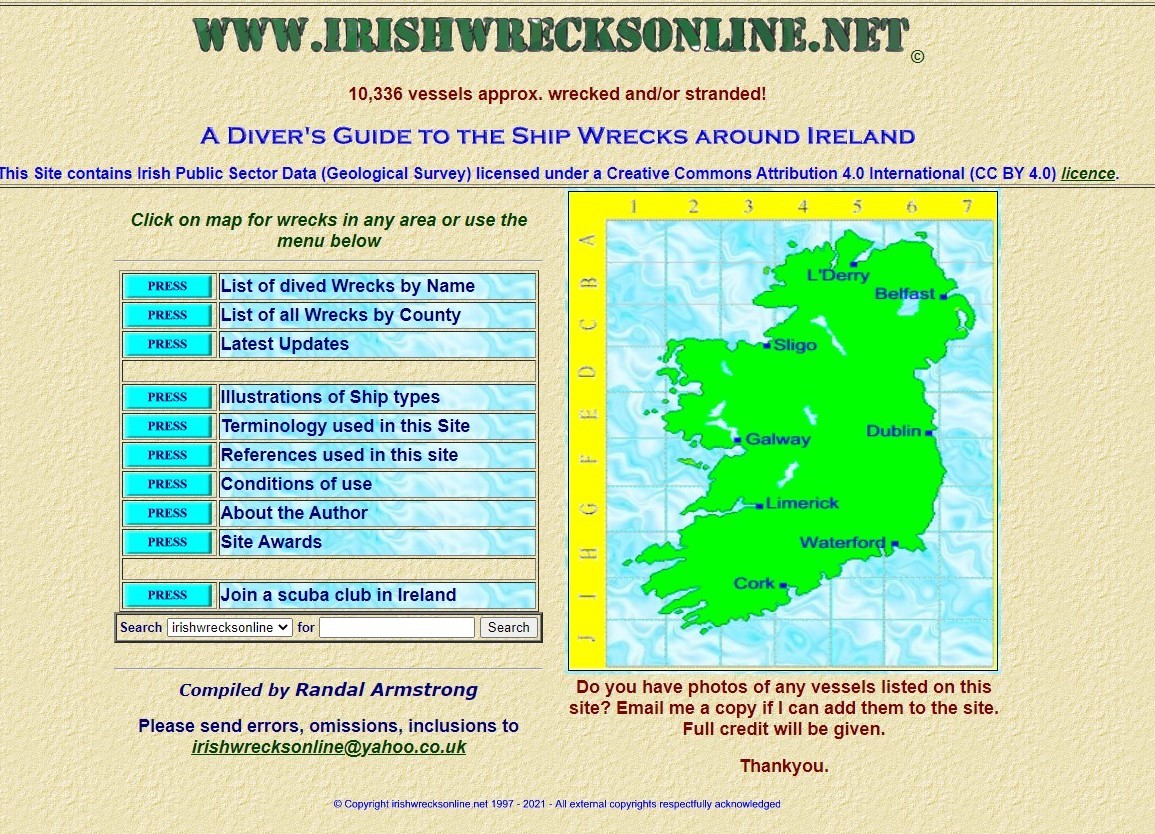 WWW.IRISHWRECKSONLINE.NET©
10,336 vessels approx. wrecked and/or stranded!
A Diver's Guide to the Ship Wrecks around Ireland
This Site contains Irish Public Sector Data (Geological Survey) licensed under a Creative Commons Attribution 4.0 International (CC BY 4.0) licence.
Click on map for wrecks in any area or use the
menu below
PRESS List of dived Wrecks by Name
PRESS List of all Wrecks by County
PRESS Latest Updates
PRESS Illustrations of Ship types
PRESS Terminology used in this Site
PRESS References used in this site
PRESS Conditions of use
PRESS About the Author
PRESS Site Awards
PRESS Join a scuba club in Ireland
Search irishwrecksonline for Search
Compiled by Randal Armstrong
Please send errors, omissions, inclusions to
irishwrecksonline@yahoo.co.uk
1 2 3 4 5 6 7
A
B
C
D
E
F
G
H
I
J
L'Derry
Belfast
Sligo
Dublin
Galway
Limerick
Waterford
Cork
Do you have photos of any vessels listed on this
site? Email me a copy if I can add them to the site.
Full credit will be given.
Thankyou.
© Copyright irishwrecksonline.net 1997 - 2021 - All external copyrights respectfully acknowledged